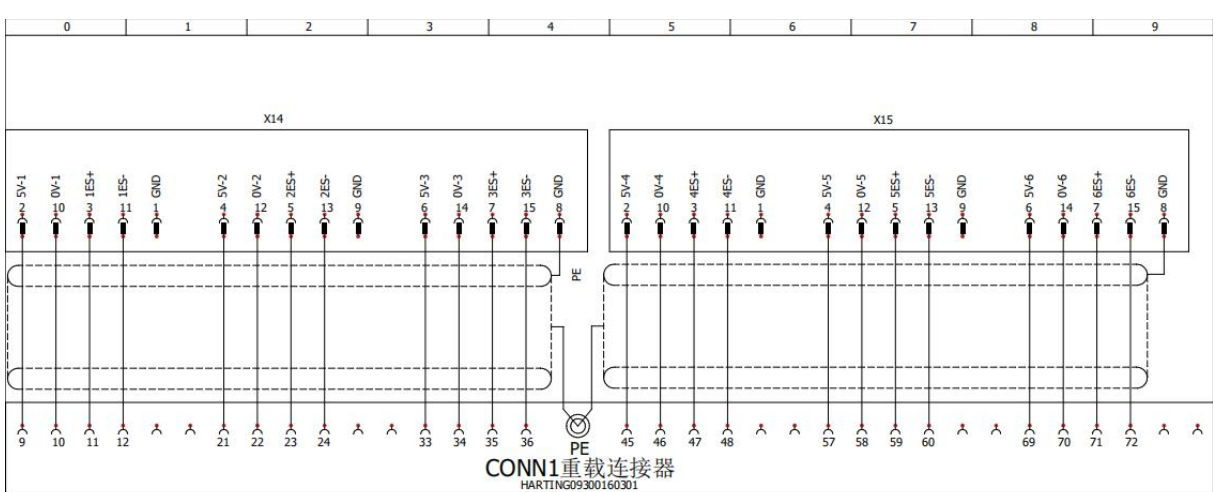 0 1 2 3 4 5 6 7 8 9
X14 X15
5V-1 0V-1 1ES+ 1ES- GND 5V-2 0V-2 2ES+ 2ES- GND 5V-3 0V-3 3ES+ 3ES- GND 5V-4 0V-4 4ES+ 4ES- GND 5V-5 0V-5 5ES+ 5ES- GND 5V-6 0V-6 6ES+ 6ES- GND
2 10 3 11 1 4 12 5 13 9 6 14 7 15 8 2 10 3 11 1 4 12 5 13 9 6 14 7 15 8
PE
9 10 11 12 21 22 23 24 33 34 35 36 45 46 47 48 57 58 59 60 69 70 71 72
PE
CONN1重载连接器
HARTING09300160301